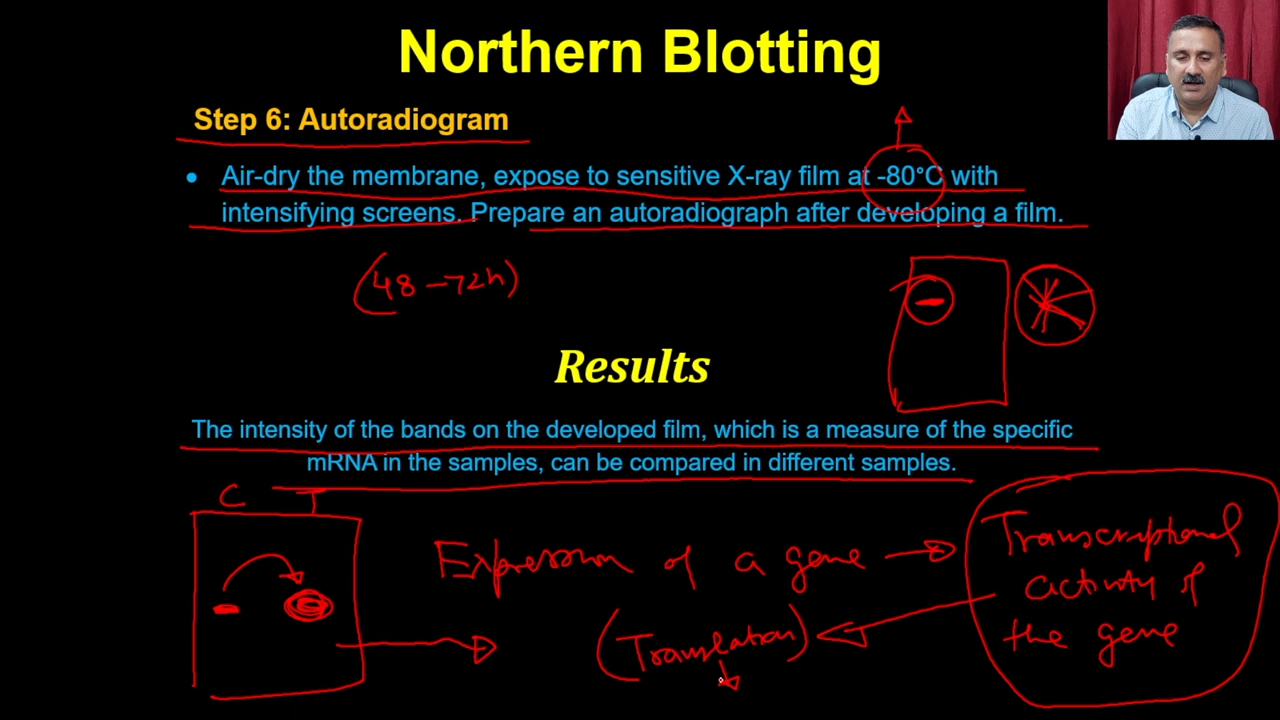 Northern Blotting
Step 6: Autoradiogram
• Air-dry the membrane, expose to sensitive X-ray film at -80°C with
intensifying screens. Prepare an autoradiograph after developing a film.
(48-72h)
Results
The intensity of the bands on the developed film, which is a measure of the specific
mRNA in the samples, can be compared in different samples.
C T
Expression of a gene
Transcriptional
activity of
the gene
(Translation)